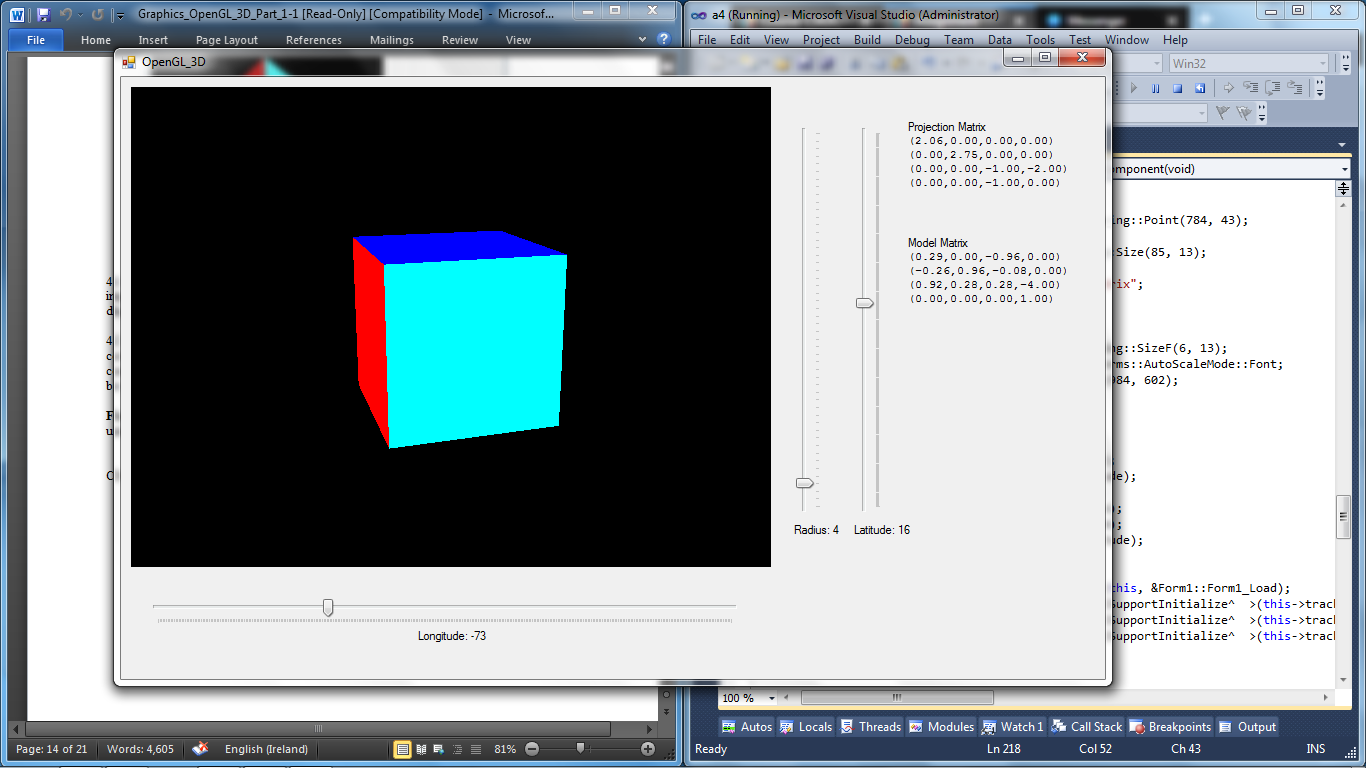 Graphics_OpenGL_3D_Part_1-1 [Read-Only] [Compatibility Mode] - Microsof...
File Home Insert Page Layout References Mailings Review View
a4 (Running) - Microsoft Visual Studio (Administrator)
File Edit View Project Build Debug Team Data Tools Test Window Help
Win32
OpenGL_3D
Projection Matrix
(2.06,0.00,0.00,0.00)
(0.00,2.75,0.00,0.00)
(0.00,0.00,-1.00,-2.00)
(0.00,0.00,-1.00,0.00)
Model Matrix
(0.29,0.00,-0.96,0.00)
(-0.26,0.96,-0.08,0.00)
(0.92,0.28,0.28,-4.00)
(0.00,0.00,0.00,1.00)
Radius: 4 Latitude: 16
Longitude: -73
mponent(void)
ng::Point(784, 43);
Size(85, 13);
rix";
ng::SizeF(6, 13);
rms::AutoScaleMode::Font;
984, 602);
de);
);
);
ude);
this, &Form1::Form1_Load);
SupportInitialize^ >(this->track
SupportInitialize^ >(this->track
SupportInitialize^ >(this->track
100 %
Autos Locals Threads Modules Watch 1 Call Stack Breakpoints Output
Ready Ln 218 Col 52 Ch 43 INS
Page: 14 of 21 Words: 4,605 English (Ireland) 81%